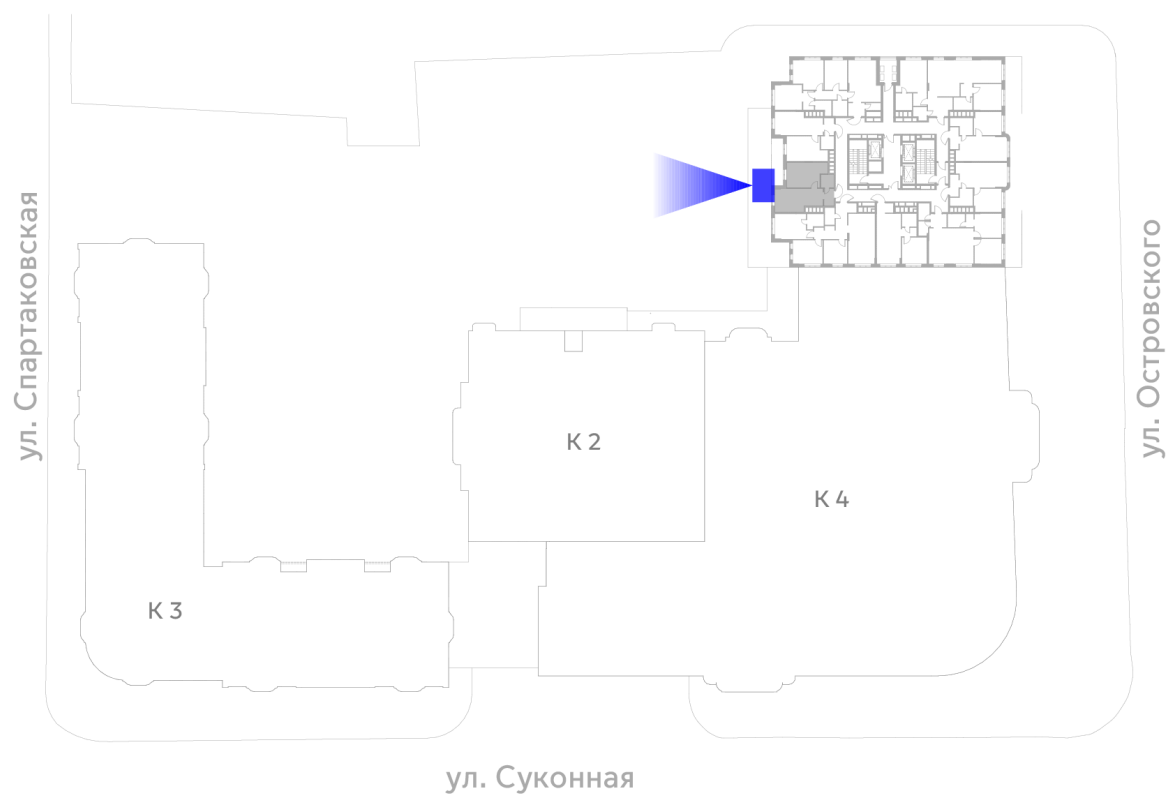 ул. Спартаковская
ул. Островского
К 2
К 4
К 3
ул. Суконная